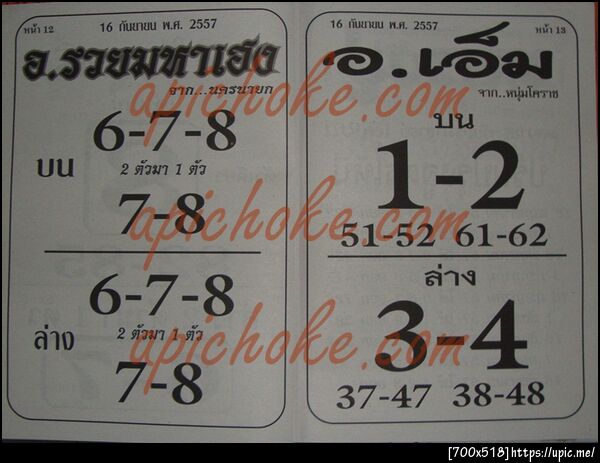 หน้า 12
16 กันยายน พ.ศ. 2557
อ.รวยมหาเฮง
จาก...นครนายก
บน
6-7-8
2 ตัวมา 1 ตัว
7-8
ล่าง
6-7-8
2 ตัวมา 1 ตัว
7-8
16 กันยายน พ.ศ. 2557
หน้า 13
อ.เอ็ม
จาก..หนุ่มโคราช
บน
1-2
51-52 61-62
ล่าง
3-4
37-47 38-48
apichoke.com
apichoke.com
apichoke.com
[700x518]https://upic.me/